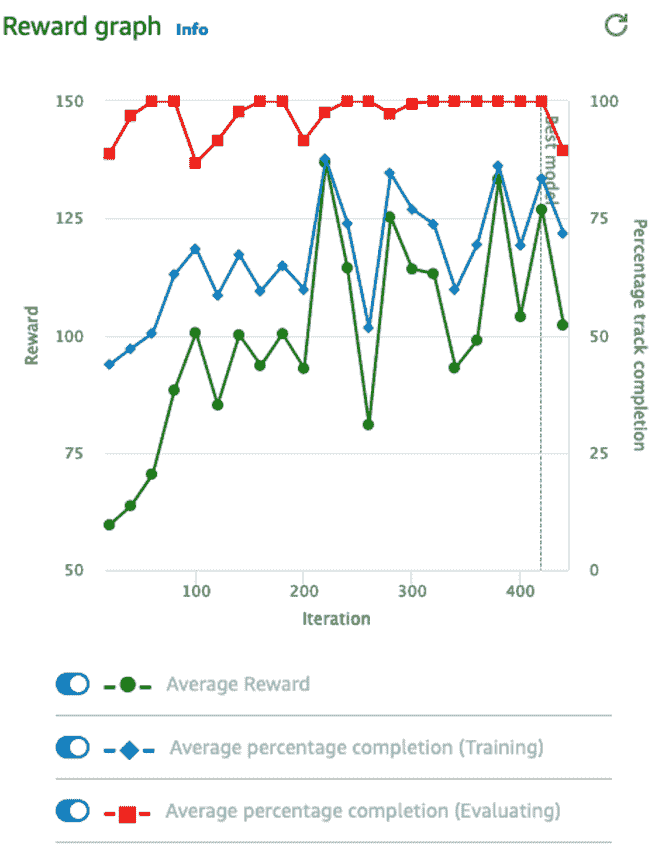 Reward graph Info
150 100
Best model
125 75
Reward
Percentage track completion
100 50
75 25
50 0
100 200 300 400
Iteration
Average Reward
Average percentage completion (Training)
Average percentage completion (Evaluating)